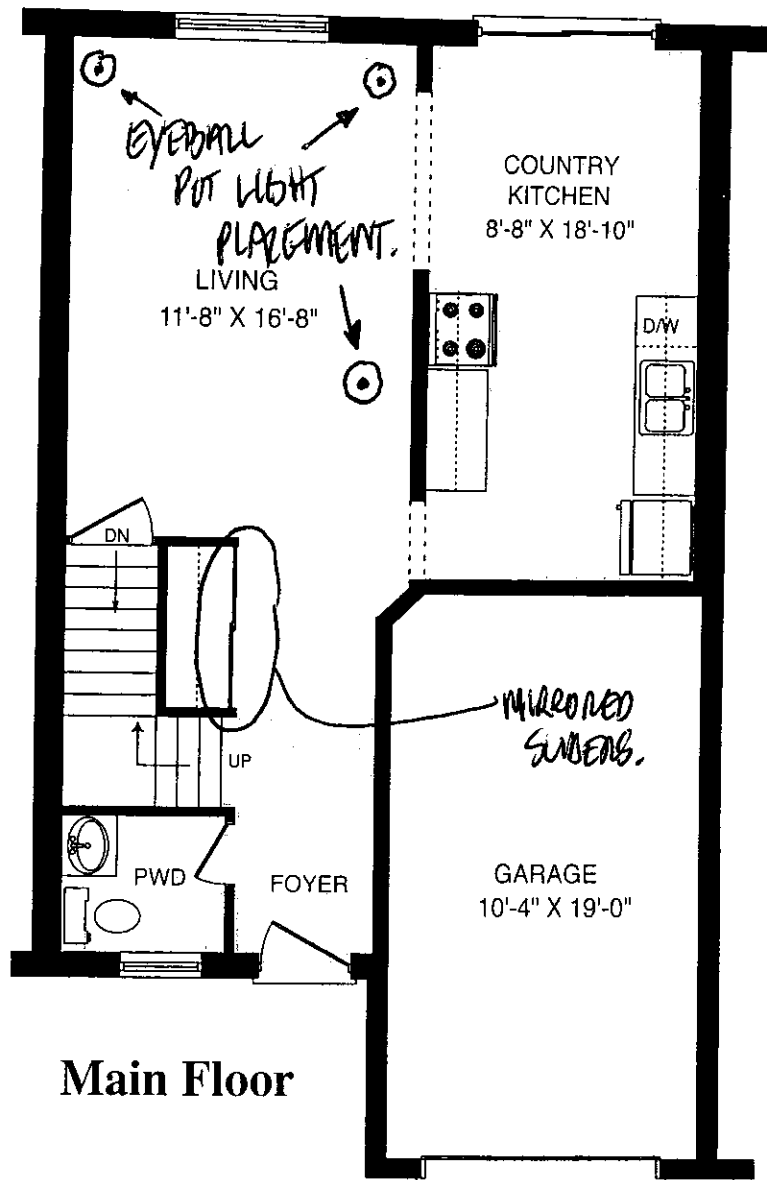 EYEBALL
POT LIGHT
PLACEMENT.
COUNTRY
KITCHEN
8'-8" X 18'-10"
LIVING
11'-8" X 16'-8"
D/W
DN
MIRRORED
SLIDERS.
UP
PWD
FOYER
GARAGE
10'-4" X 19'-0"
Main Floor